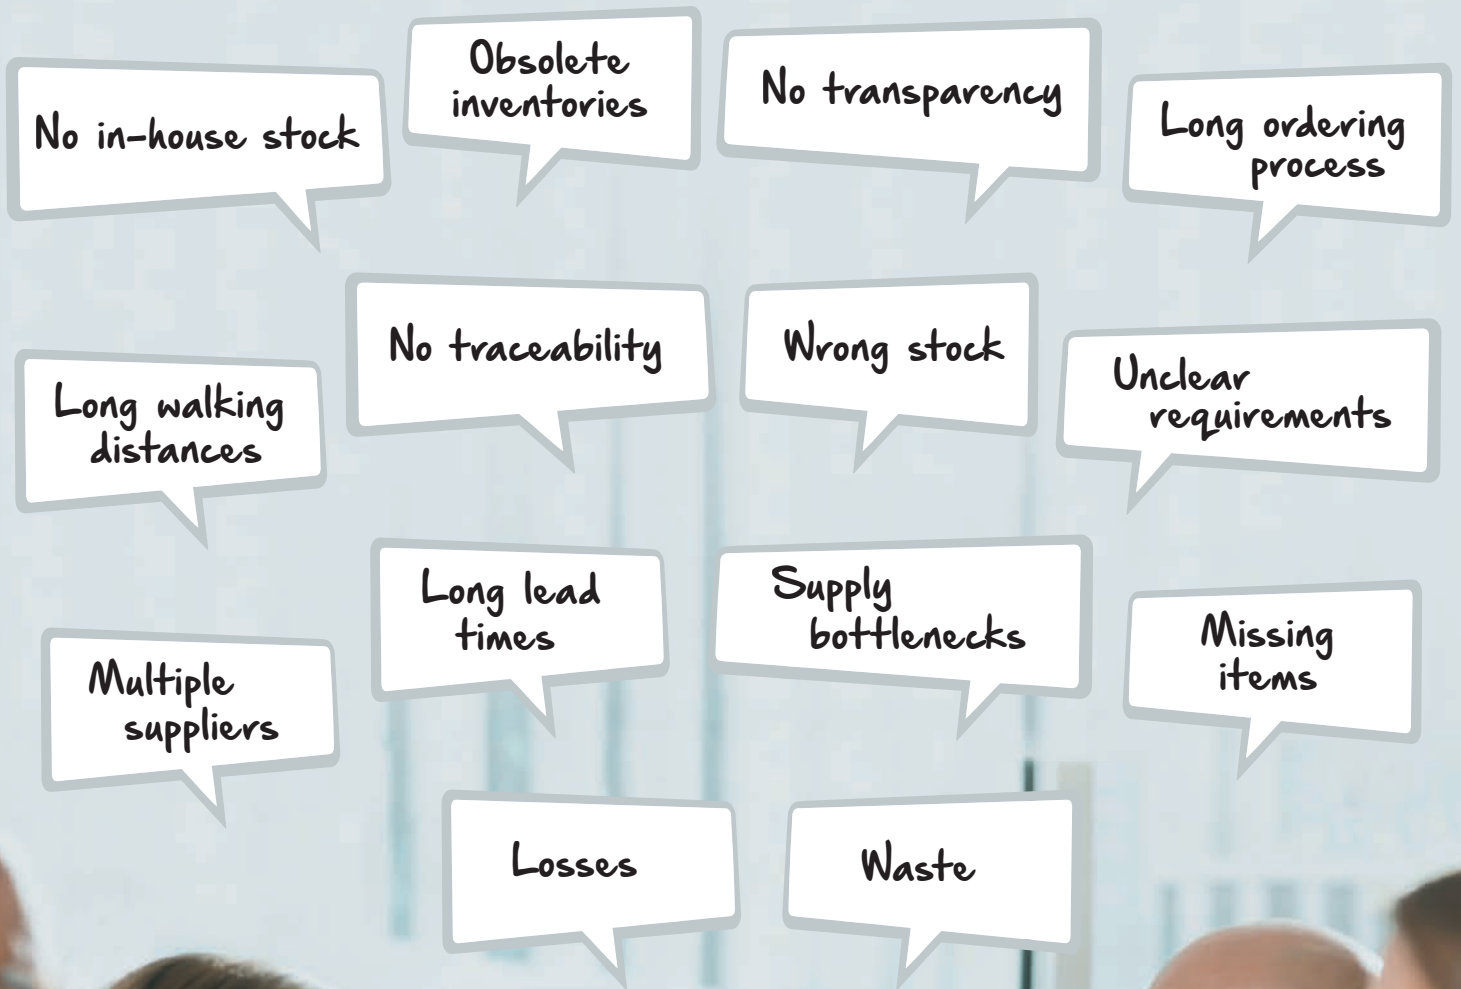 No in-house stock
Obsolete
inventories
No transparency
Long ordering
process
Long walking
distances
No traceability
Wrong stock
Unclear
requirements
Multiple
suppliers
Long lead
times
Supply
bottlenecks
Missing
items
Losses
Waste